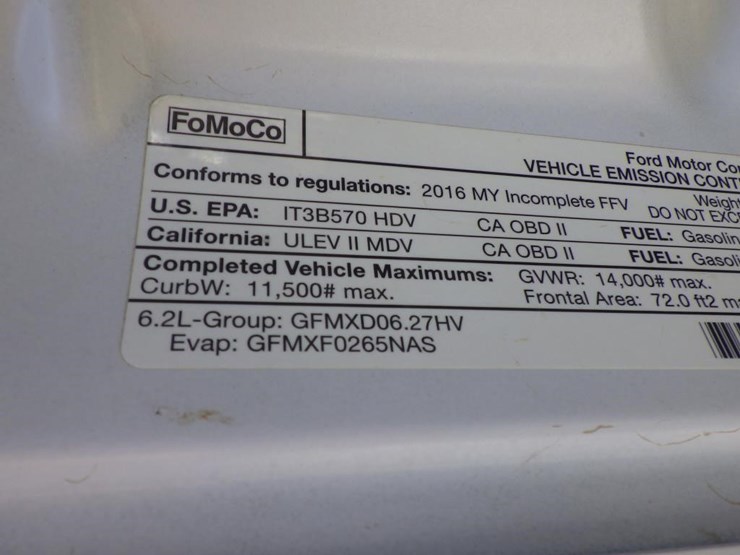 FoMoCo
Ford Motor
VEHICLE EMISSION
Conforms to regulations: 2016 MY Incomplete FFV
DO NOT
U.S. EPA: IT3B570 HDV CA OBD II FUEL:
California: ULEV II MDV CA OBD II FUEL:
Completed Vehicle Maximums: GVWR: 14,000# max.
CurbW: 11,500# max. Frontal Area: 72.0 ft2
6.2L-Group: GFMXD06.27HV
Evap: GFMXF0265NAS